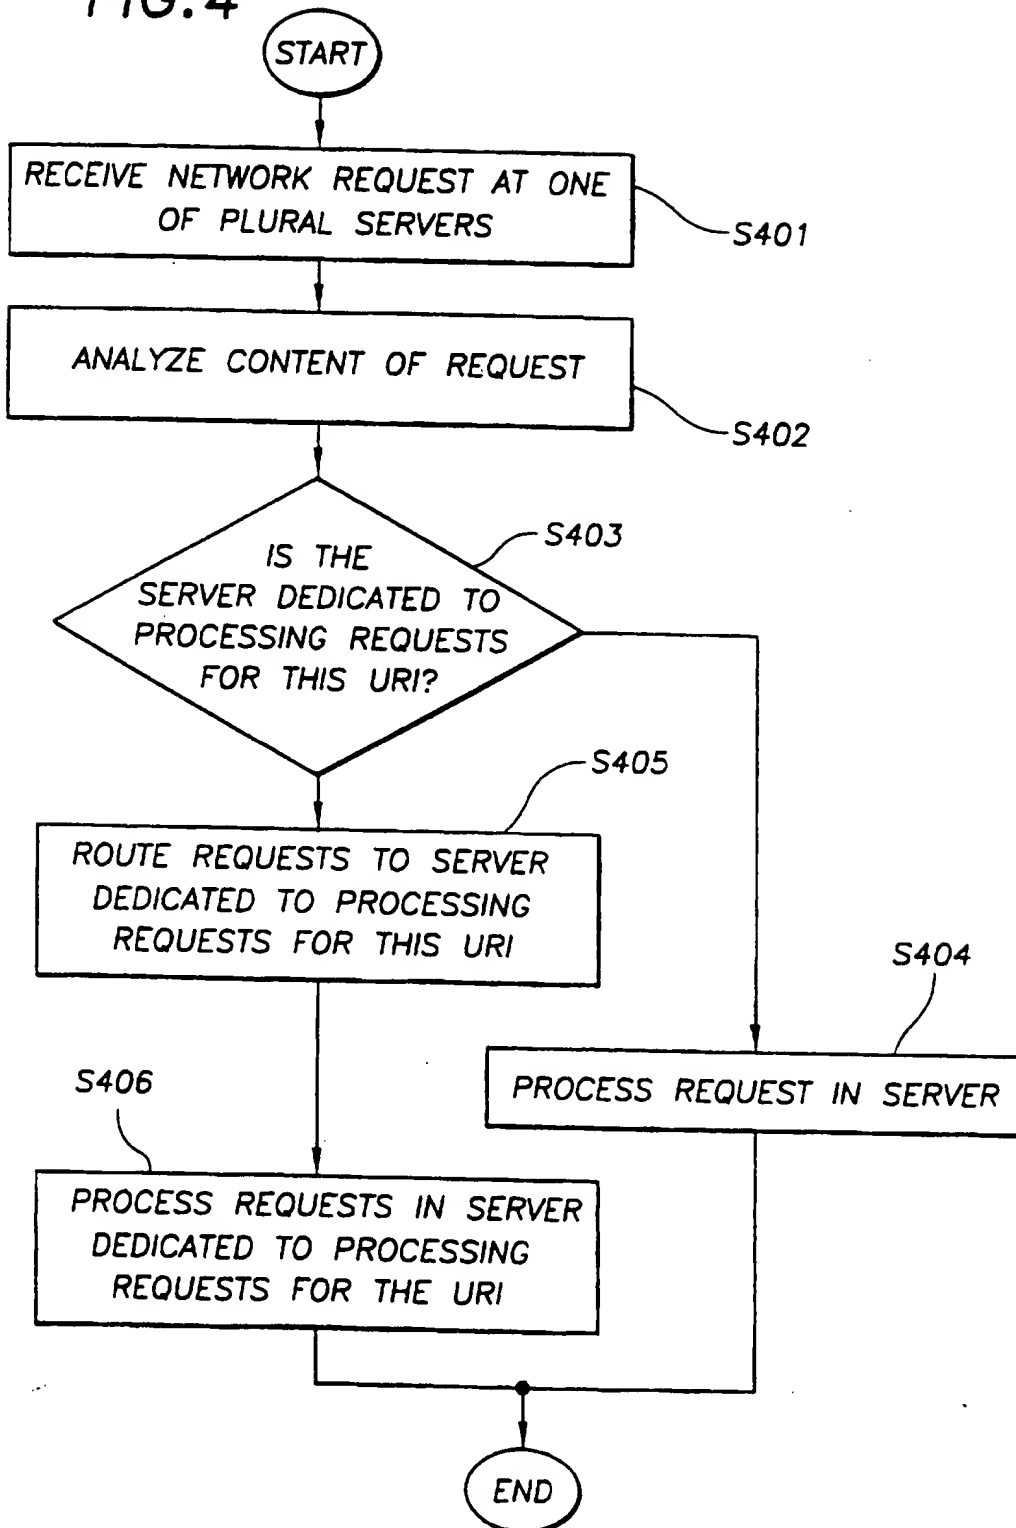 FIG. 4
START
RECEIVE NETWORK REQUEST AT ONE
OF PLURAL SERVERS
S401
ANALYZE CONTENT OF REQUEST
S402
IS THE
SERVER DEDICATED TO
PROCESSING REQUESTS
FOR THIS URI?
S403
S405
ROUTE REQUESTS TO SERVER
DEDICATED TO PROCESSING
REQUESTS FOR THIS URI
S404
PROCESS REQUEST IN SERVER
S406
PROCESS REQUESTS IN SERVER
DEDICATED TO PROCESSING
REQUESTS FOR THE URI
END